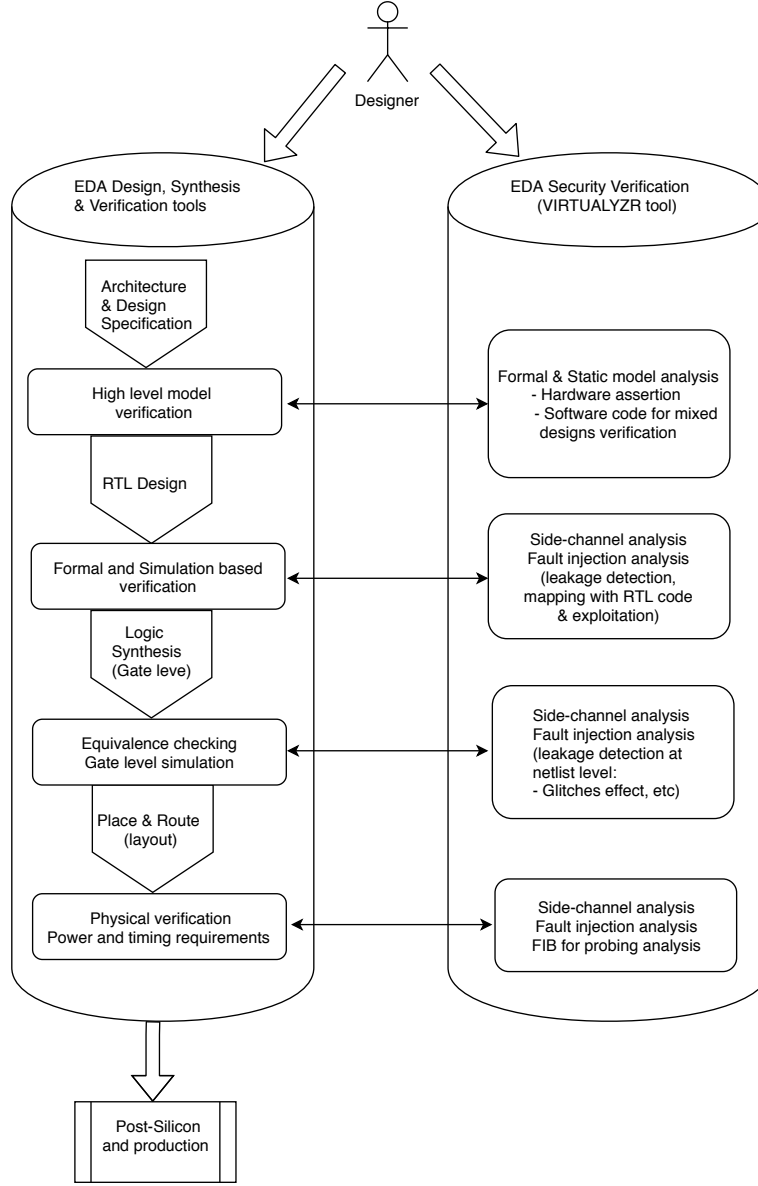 Designer
EDA Design, Synthesis
& Verification tools
EDA Security Verification
(VIRTUALYZR tool)
Architecture
& Design
Specification
High level model
verification
Formal & Static model analysis
- Hardware assertion
- Software code for mixed
designs verification
RTL Design
Formal and Simulation based
verification
Side-channel analysis
Fault injection analysis
(leakage detection,
mapping with RTL code
& exploitation)
Logic
Synthesis
(Gate leve)
Equivalence checking
Gate level simulation
Side-channel analysis
Fault injection analysis
(leakage detection at
netlist level:
- Glitches effect, etc)
Place & Route
(layout)
Physical verification
Power and timing requirements
Side-channel analysis
Fault injection analysis
FIB for probing analysis
Post-Silicon
and production